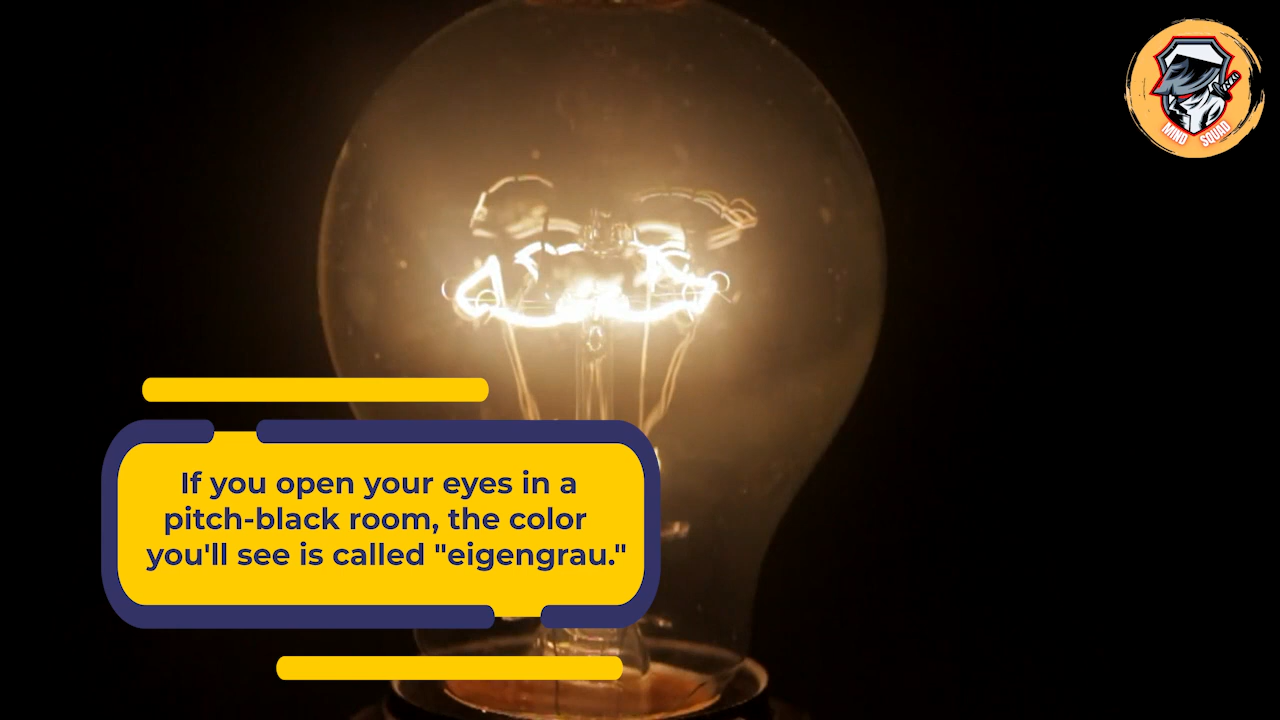 MIND SQUAD
If you open your eyes in a
pitch-black room, the color
you'll see is called "eigengrau."